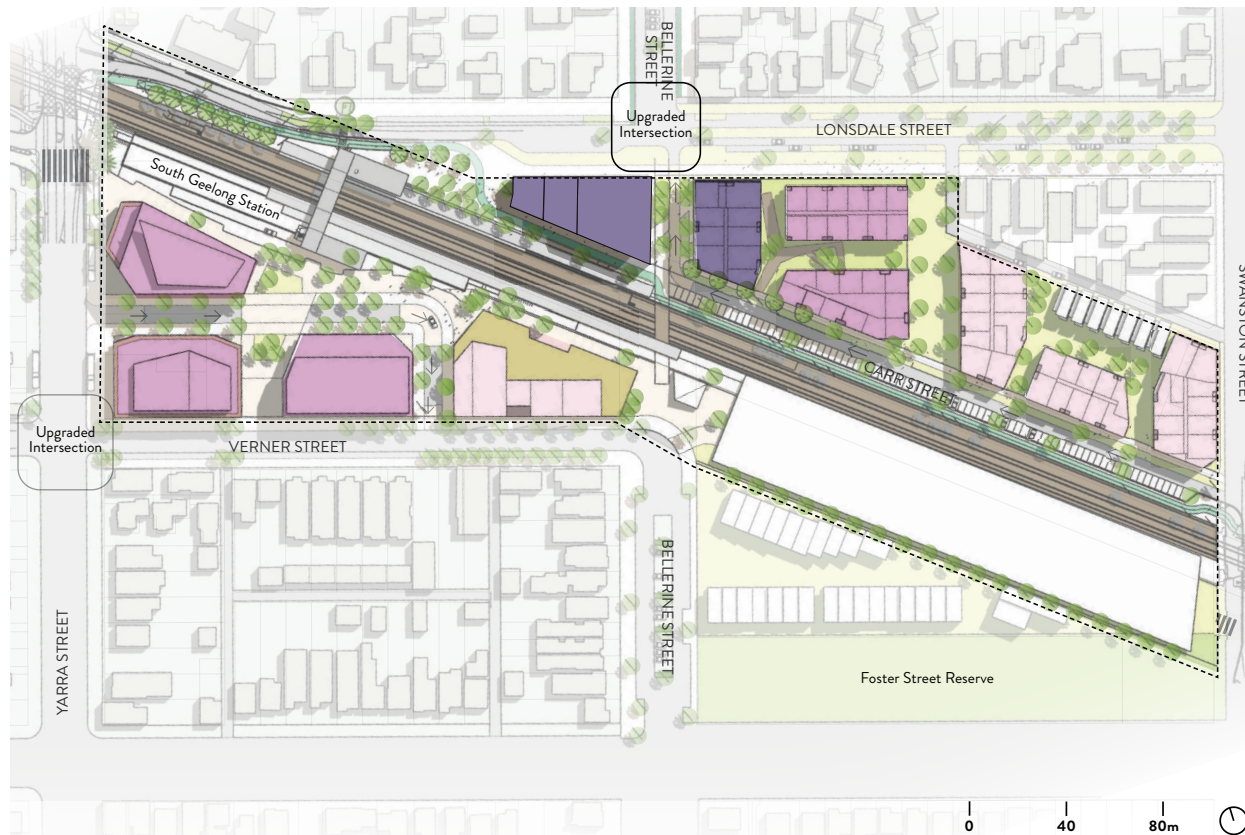 BELLERINE
STREET
Upgraded
Intersection
LONSDALE STREET
South Geelong Station
SWANSTON STREET
CARR STREET
Upgraded
Intersection
VERNER STREET
BELLERINE STREET
YARRA STREET
Foster Street Reserve
0 40 80m